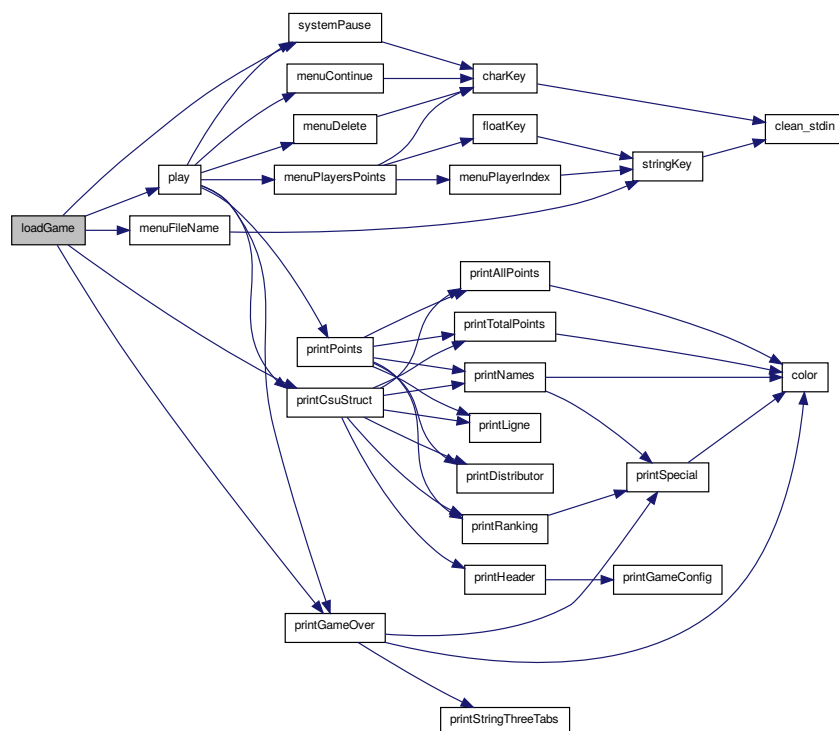 systemPause
menuContinue
charKey
menuDelete
floatKey
clean_stdin
play
menuPlayersPoints
menuPlayerIndex
stringKey
loadGame
menuFileName
printAllPoints
printTotalPoints
printPoints
printNames
color
printCsuStruct
printLigne
printDistributor
printSpecial
printRanking
printHeader
printGameConfig
printGameOver
printStringThreeTabs